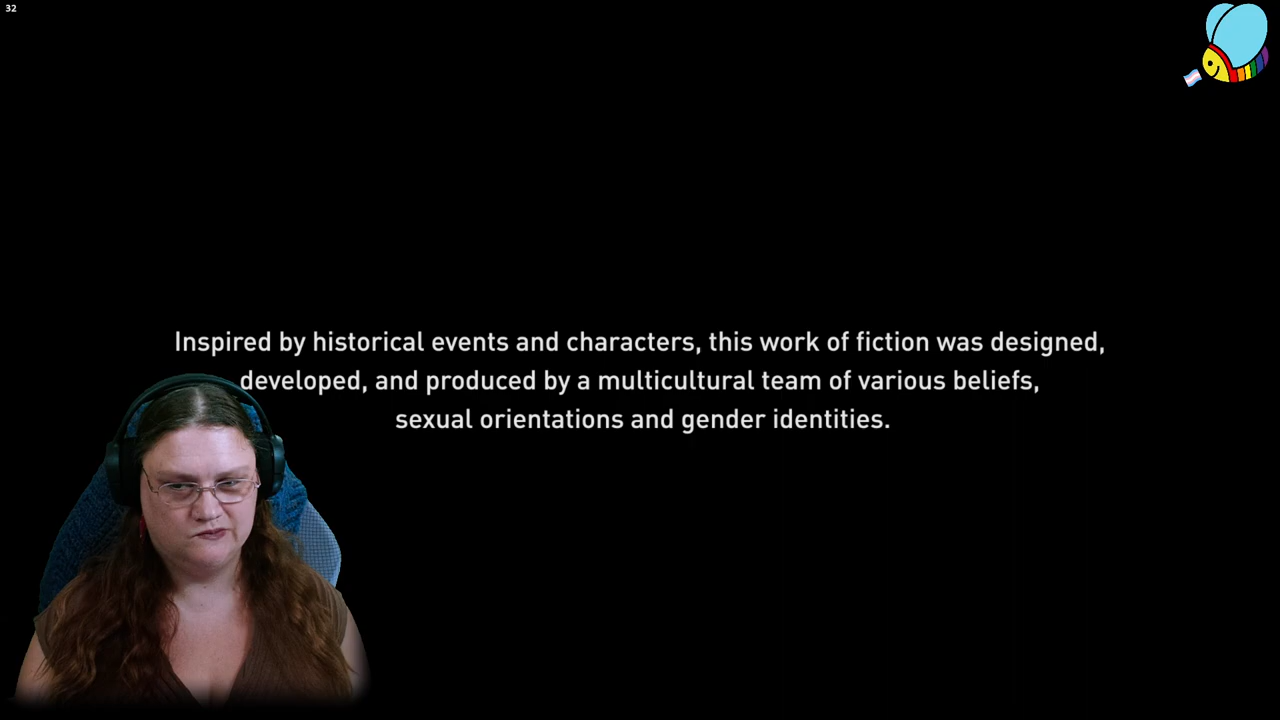 32
Inspired by historical events and characters, this work of fiction was designed,
developed, and produced by a multicultural team of various beliefs,
sexual orientations and gender identities.